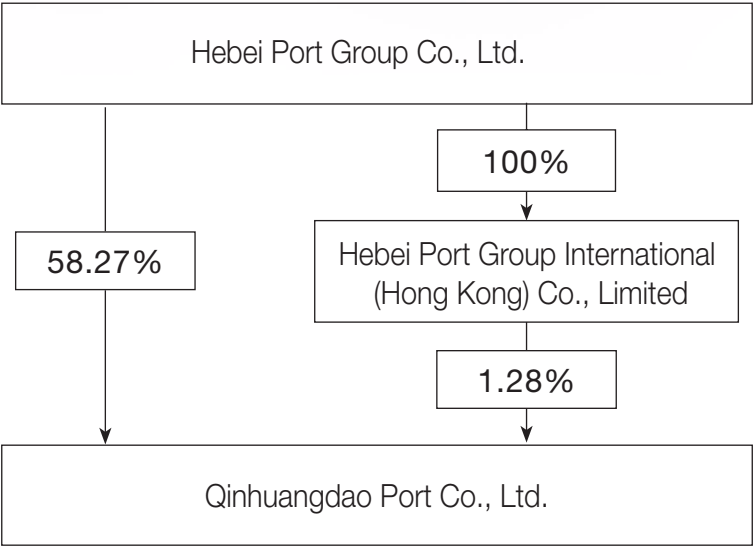 Hebei Port Group Co., Ltd.
100%
58.27%
Hebei Port Group International
(Hong Kong) Co., Limited
1.28%
Qinhuangdao Port Co., Ltd.